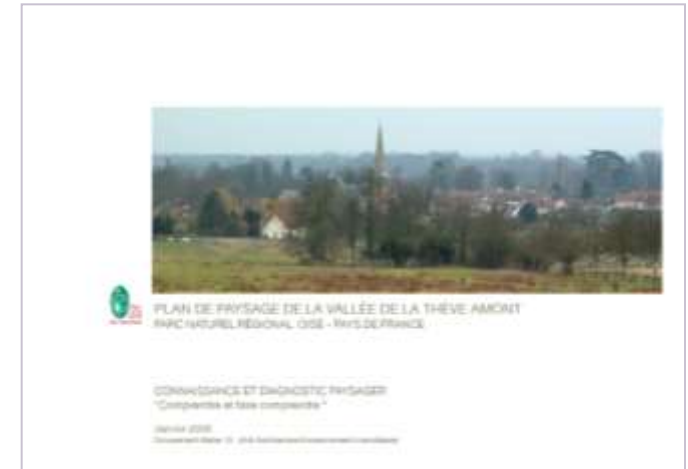 PLAN DE PAYSAGE DE LA VALLÉE DE LA THÈVE AMONT
PARC NATUREL RÉGIONAL OISE - PAYS DE FRANCE
CONNAISSANCE ET DIAGNOSTIC PAYSAGER
"Comprendre et faire comprendre"
Janvier